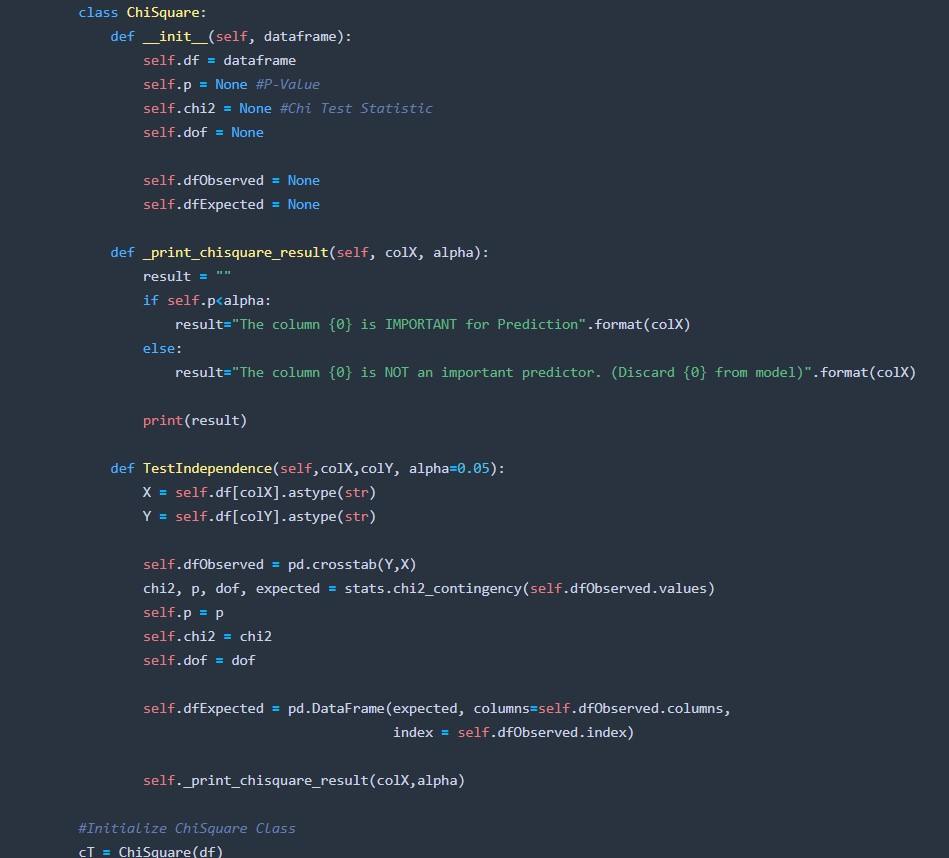 class ChiSquare:
    def __init__(self, dataframe):
        self.df = dataframe
        self.p = None #P-Value
        self.chi2 = None #Chi Test Statistic
        self.dof = None

        self.dfObserved = None
        self.dfExpected = None

    def _print_chisquare_result(self, colX, alpha):
        result = ""
        if self.p<alpha:
            result="The column {0} is IMPORTANT for Prediction".format(colX)
        else:
            result="The column {0} is NOT an important predictor. (Discard {0} from model)".format(colX)

        print(result)

    def TestIndependence(self,colX,colY, alpha=0.05):
        X = self.df[colX].astype(str)
        Y = self.df[colY].astype(str)

        self.dfObserved = pd.crosstab(Y,X)
        chi2, p, dof, expected = stats.chi2_contingency(self.dfObserved.values)
        self.p = p
        self.chi2 = chi2
        self.dof = dof

        self.dfExpected = pd.DataFrame(expected, columns=self.dfObserved.columns,
                                       index = self.dfObserved.index)

        self._print_chisquare_result(colX,alpha)

#Initialize ChiSquare Class
cT = ChiSquare(df)